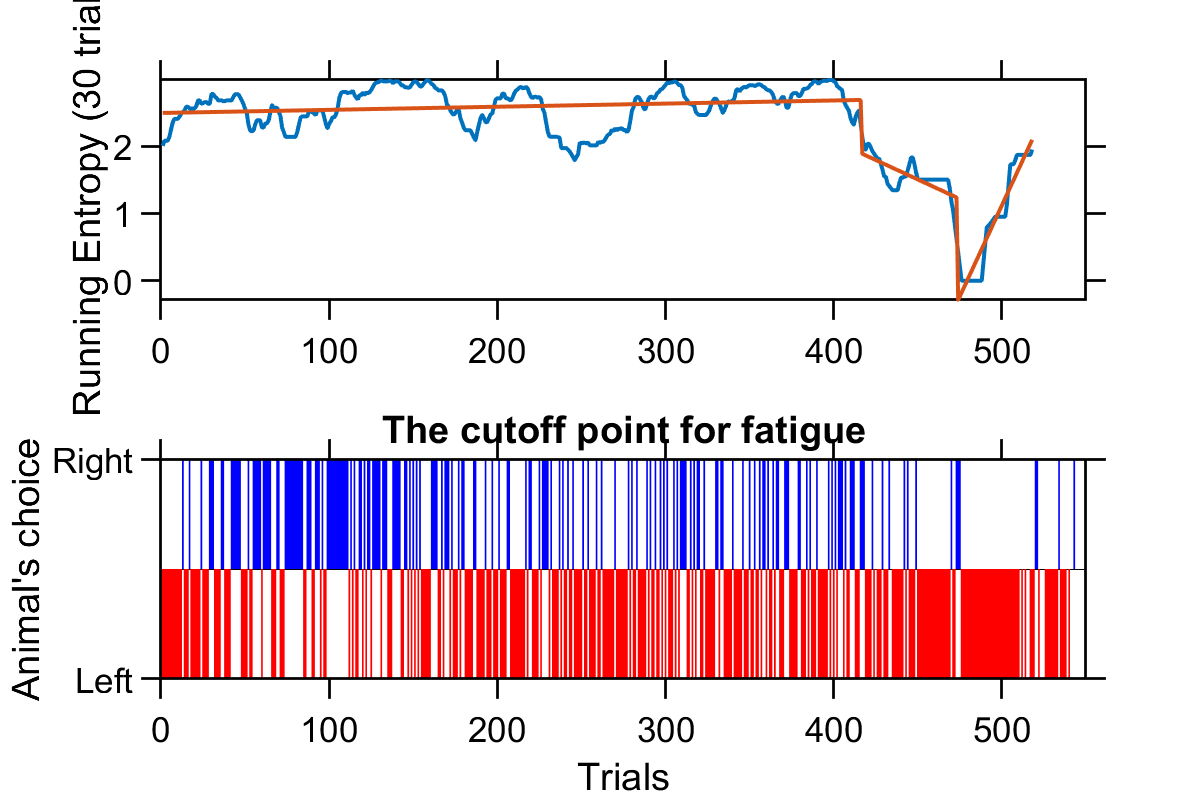 Running Entropy (30 trial
2
1
0
0 100 200 300 400 500
The cutoff point for fatigue
Animal's choice
Right
Left
0 100 200 300 400 500
Trials